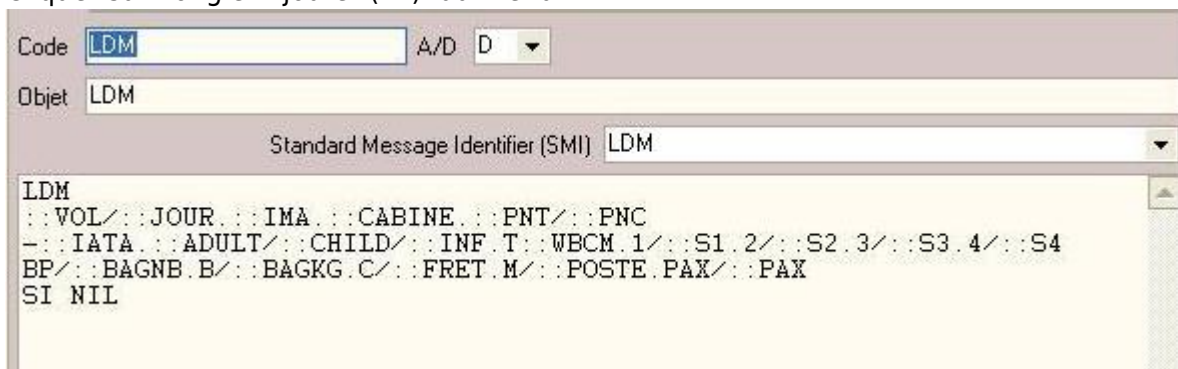 Code LDM A/D D
Objet LDM
Standard Message Identifier (SMI) LDM
LDM
::VOL/::JOUR.::IMA.::CABINE.::PNT/::PNC
-::IATA.::ADULT/::CHILD/::INF.T::WBCM.1/::S1.2/::S2.3/::S3.4/::S4
BP/::BAGNB.B/::BAGKG.C/::FRET.M/::POSTE.PAX/::PAX
SI NIL